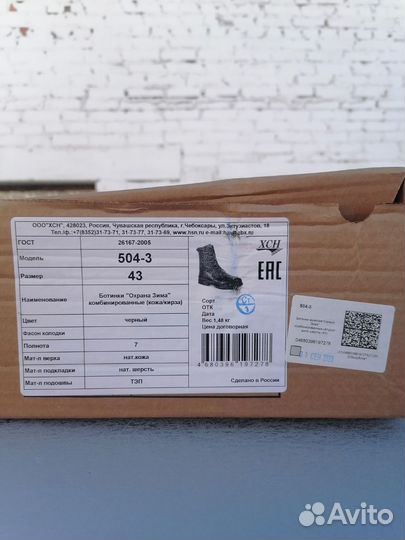 ООО"ХСН", 428023, Россия, Чувашская республика, г.Чебоксары, ул.Энтузиастов, 18
Тел./ф.:+7(8352)31-73-71, 31-73-77, 31-73-69, www.hsn.ru e-mail:
ГОСТ 26167-2005
Модель 504-3
Размер 43
Наименование Ботинки "Охрана Зима" комбинированные (кожа/кирза)
Цвет черный
Фасон колодки
Полнота 7
Мат-л верха нат.кожа
Мат-л подкладки нат. шерсть
Мат-л подошвы ТЭП
ХСН
ЕАС
Сорт
ОТК
Дата
Вес 1,48 кг
Цена договорная
4 680396 197278
Сделано в России
504-3
04680396197278
Avito